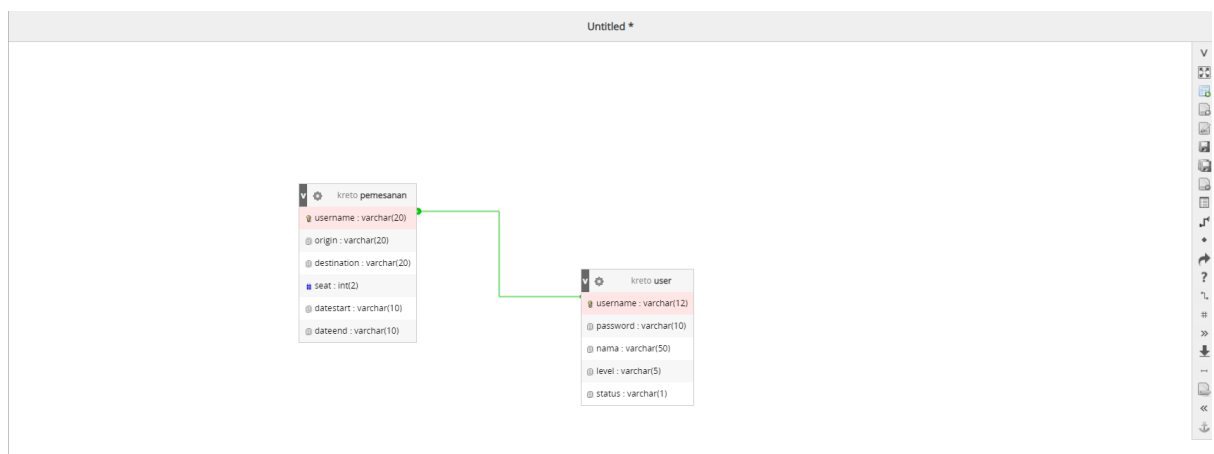 Untitled *
v kreto pemesanan
username : varchar(20)
origin : varchar(20)
destination : varchar(20)
# seat : int(2)
datestart : varchar(10)
dateend : varchar(10)
v kreto user
username : varchar(12)
password : varchar(10)
nama : varchar(50)
level : varchar(5)
status : varchar(1)
V
?
#
»
«